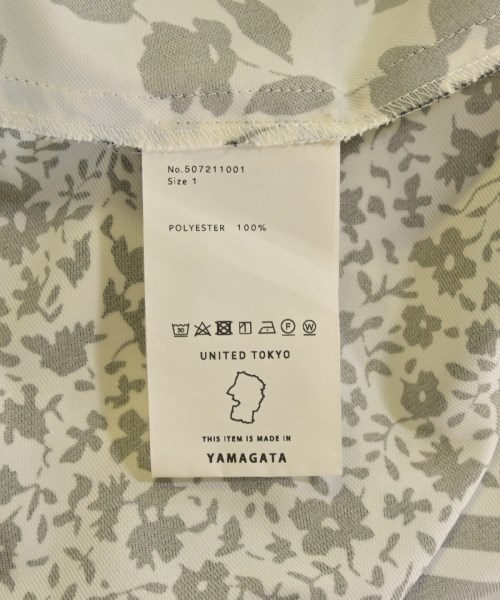 No.507211001
Size 1
POLYESTER 100%
UNITED TOKYO
THIS ITEM IS MADE IN
YAMAGATA